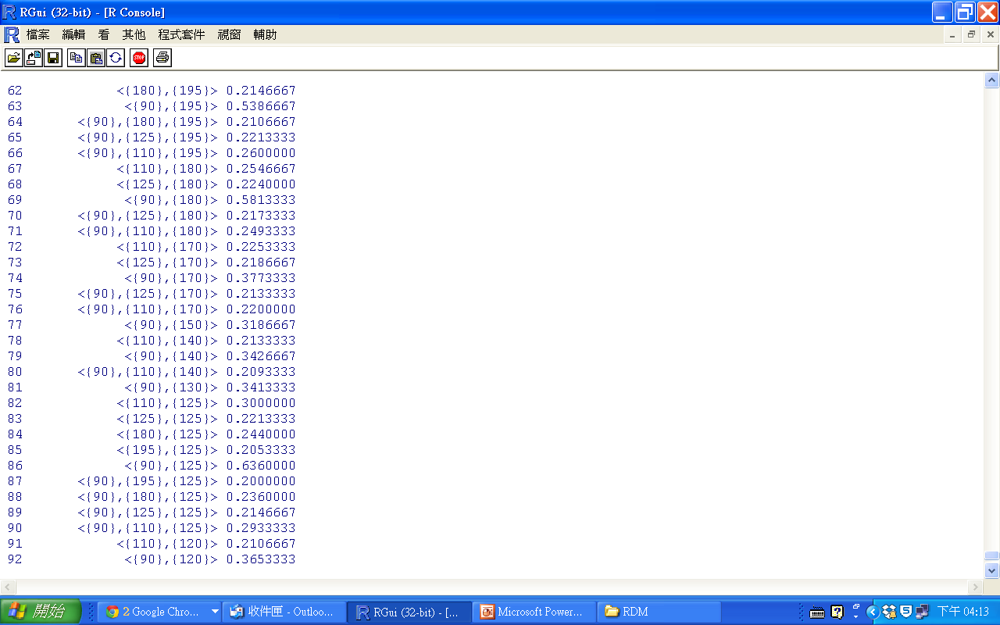 RGui (32-bit) - [R Console]
檔案 編輯 看 其他 程式套件 視窗 輔助
STOP
62 <{180},{195}> 0.2146667
63 <{90},{195}> 0.5386667
64 <{90},{180},{195}> 0.2106667
65 <{90},{125},{195}> 0.2213333
66 <{90},{110},{195}> 0.2600000
67 <{110},{180}> 0.2546667
68 <{125},{180}> 0.2240000
69 <{90},{180}> 0.5813333
70 <{90},{125},{180}> 0.2173333
71 <{90},{110},{180}> 0.2493333
72 <{110},{170}> 0.2253333
73 <{125},{170}> 0.2186667
74 <{90},{170}> 0.3773333
75 <{90},{125},{170}> 0.2133333
76 <{90},{110},{170}> 0.2200000
77 <{90},{150}> 0.3186667
78 <{110},{140}> 0.2133333
79 <{90},{140}> 0.3426667
80 <{90},{110},{140}> 0.2093333
81 <{90},{130}> 0.3413333
82 <{110},{125}> 0.3000000
83 <{125},{125}> 0.2213333
84 <{180},{125}> 0.2440000
85 <{195},{125}> 0.2053333
86 <{90},{125}> 0.6360000
87 <{90},{195},{125}> 0.2000000
88 <{90},{180},{125}> 0.2360000
89 <{90},{125},{125}> 0.2146667
90 <{90},{110},{125}> 0.2933333
91 <{110},{120}> 0.2106667
92 <{90},{120}> 0.3653333
開始 2 Google Chro... 收件匣 - Outloo... RGui (32-bit) - [... Microsoft Power... RDM 下午 04:13